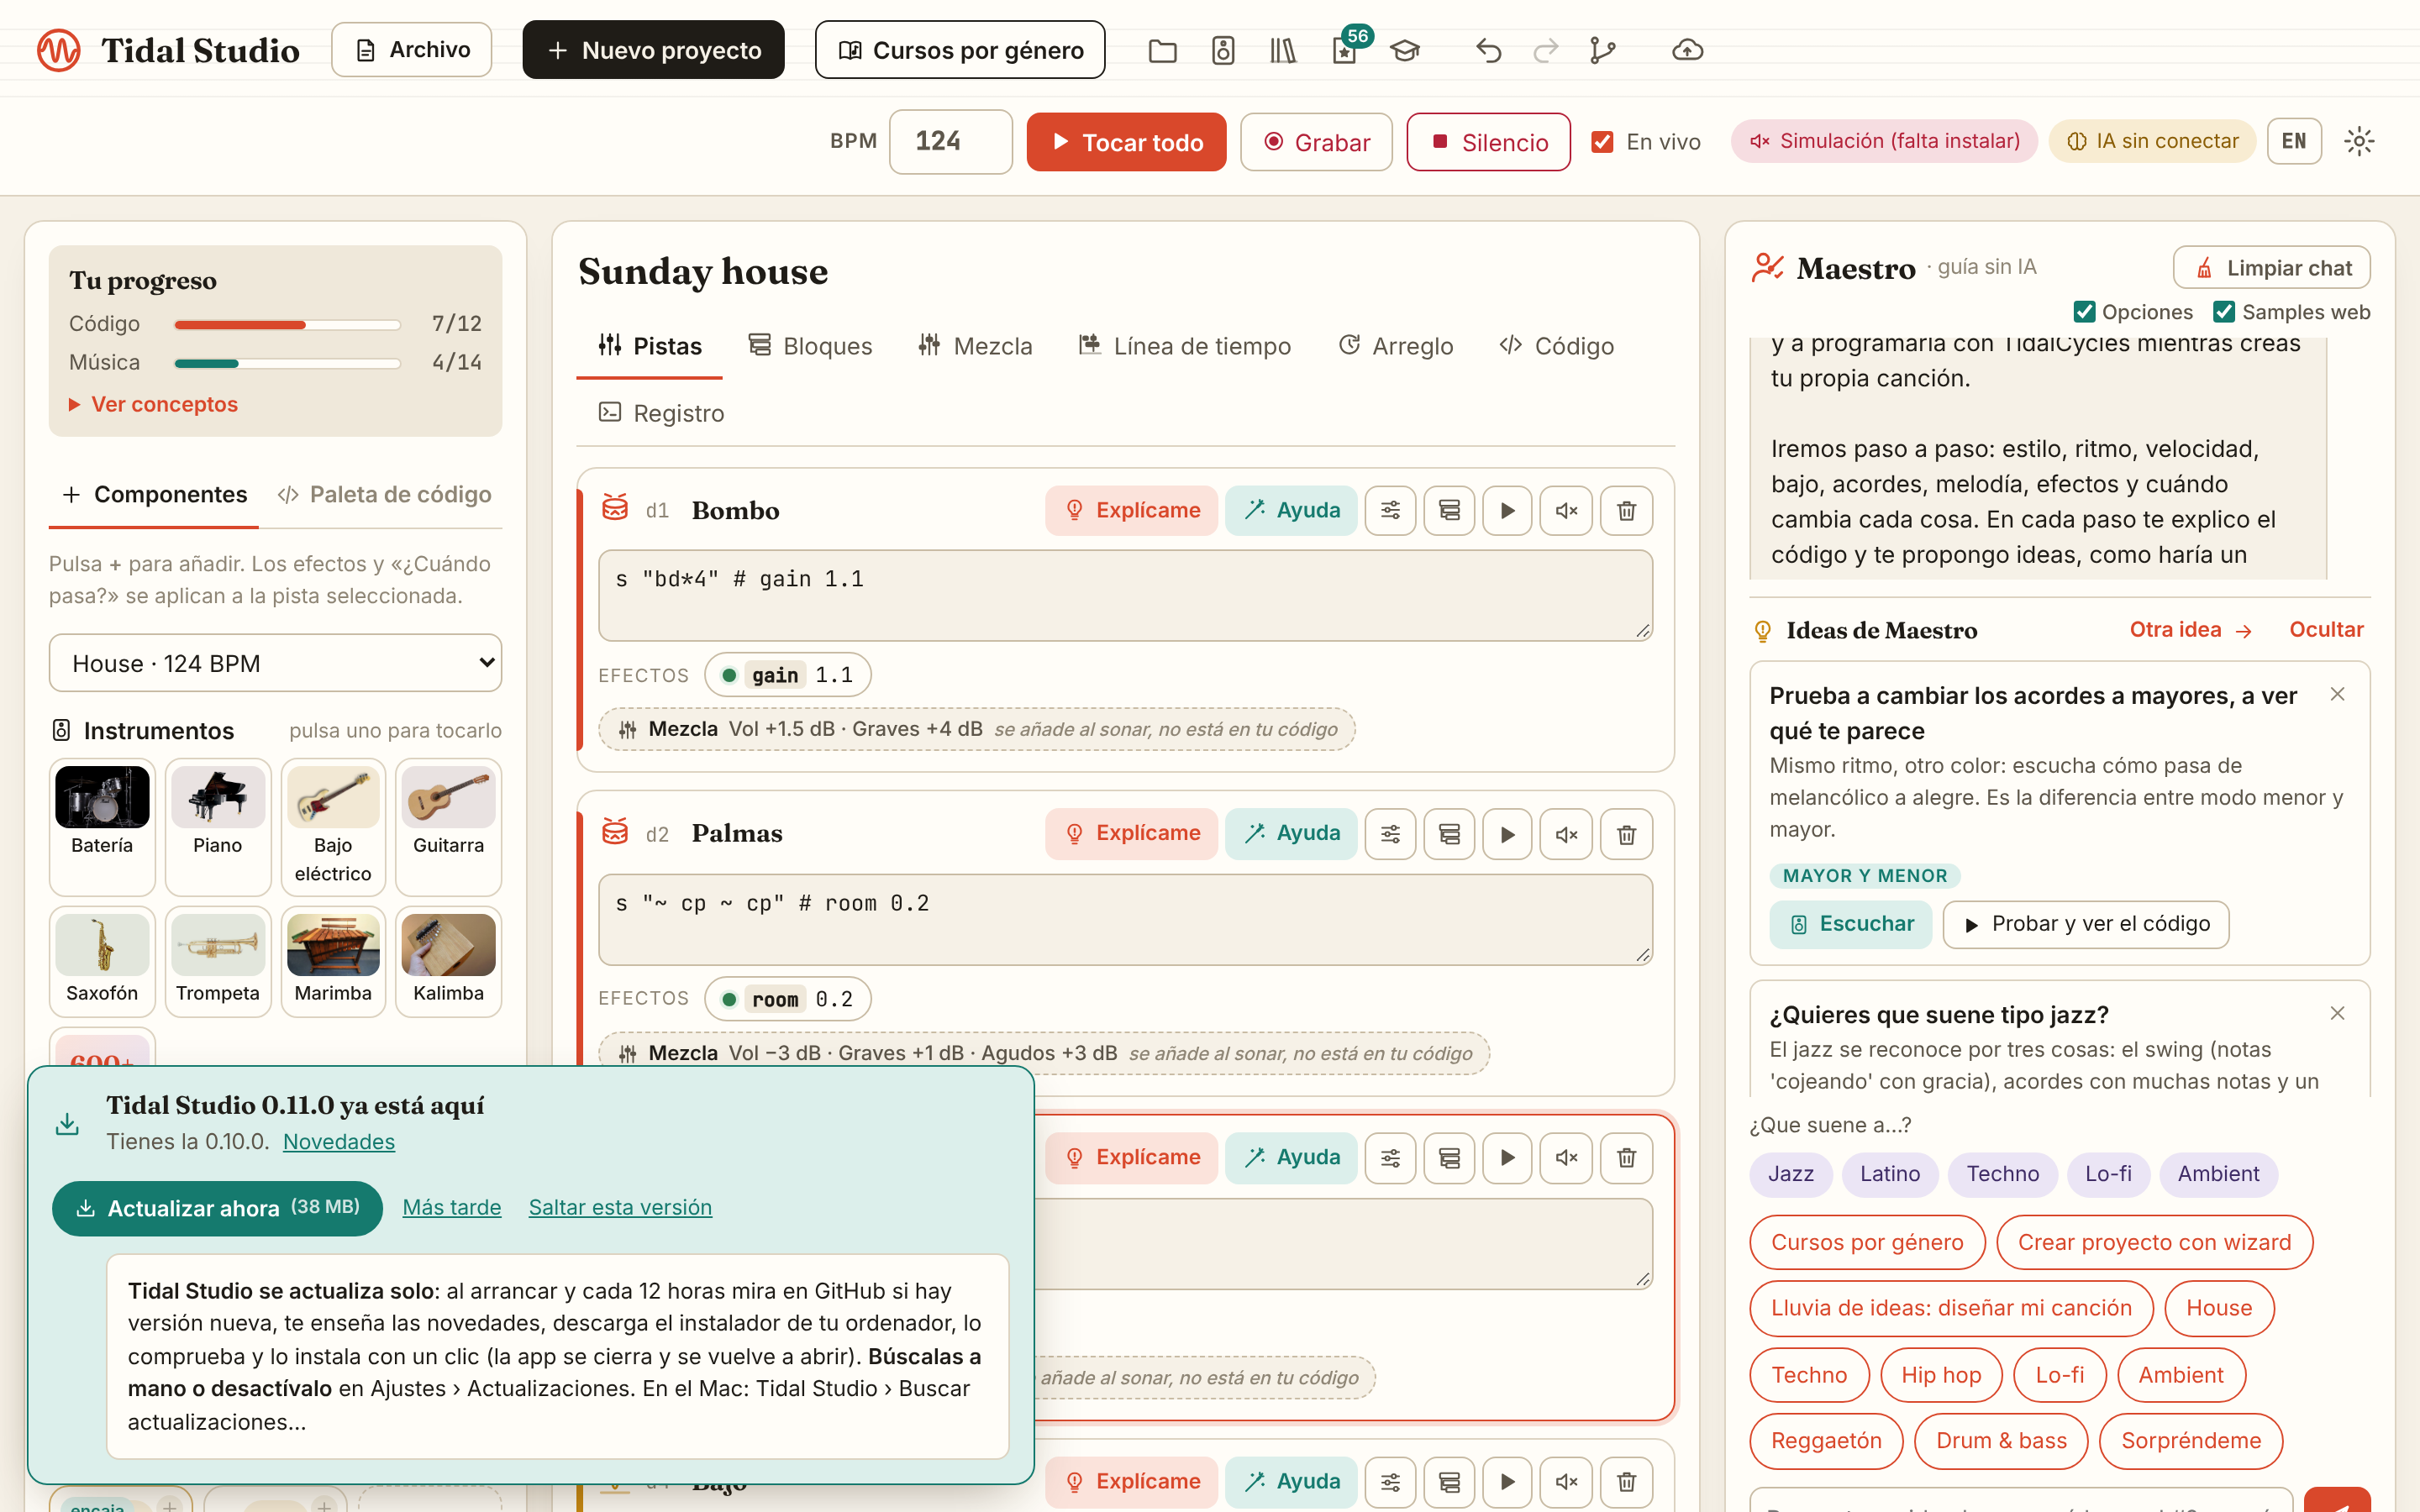 Tidal Studio
Archivo
Nuevo proyecto
Cursos por género
56
BPM
124
Tocar todo
Grabar
Silencio
En vivo
Simulación (falta instalar)
IA sin conectar
EN
Tu progreso
Código
7/12
Música
4/14
Ver conceptos
Componentes
Paleta de código
Pulsa + para añadir. Los efectos y «¿Cuándo
pasa?» se aplican a la pista seleccionada.
House · 124 BPM
Instrumentos
pulsa uno para tocarlo
Batería
Piano
Bajo
eléctrico
Guitarra
Saxofón
Trompeta
Marimba
Kalimba
600+
Sunday house
Pistas
Bloques
Mezcla
Línea de tiempo
Arreglo
Código
Registro
d1
Bombo
Explícame
Ayuda
s "bd*4" # gain 1.1
EFECTOS
gain 1.1
Mezcla Vol +1.5 dB · Graves +4 dB se añade al sonar, no está en tu código
d2
Palmas
Explícame
Ayuda
s "~ cp ~ cp" # room 0.2
EFECTOS
room 0.2
Mezcla Vol −3 dB · Graves +1 dB · Agudos +3 dB se añade al sonar, no está en tu código
Explícame
Ayuda
añade al sonar, no está en tu código
Bajo
Explícame
Ayuda
Tidal Studio 0.11.0 ya está aquí
Tienes la 0.10.0. Novedades
Actualizar ahora (38 MB)
Más tarde
Saltar esta versión
Tidal Studio se actualiza solo: al arrancar y cada 12 horas mira en GitHub si hay
versión nueva, te enseña las novedades, descarga el instalador de tu ordenador, lo
comprueba y lo instala con un clic (la app se cierra y se vuelve a abrir). Búscalas a
mano o desactívalo en Ajustes › Actualizaciones. En el Mac: Tidal Studio › Buscar
actualizaciones…
encaja
Maestro
· guía sin IA
Limpiar chat
Opciones
Samples web
y a programarla con TidalCycles mientras creas
tu propia canción.
Iremos paso a paso: estilo, ritmo, velocidad,
bajo, acordes, melodía, efectos y cuándo
cambia cada cosa. En cada paso te explico el
código y te propongo ideas, como haría un
Ideas de Maestro
Otra idea →
Ocultar
Prueba a cambiar los acordes a mayores, a ver
qué te parece
Mismo ritmo, otro color: escucha cómo pasa de
melancólico a alegre. Es la diferencia entre modo menor y
mayor.
MAYOR Y MENOR
Escuchar
Probar y ver el código
¿Quieres que suene tipo jazz?
El jazz se reconoce por tres cosas: el swing (notas
'cojeando' con gracia), acordes con muchas notas y un
¿Que suene a...?
Jazz
Latino
Techno
Lo-fi
Ambient
Cursos por género
Crear proyecto con wizard
Lluvia de ideas: diseñar mi canción
House
Techno
Hip hop
Lo-fi
Ambient
Reggaetón
Drum & bass
Sorpréndeme